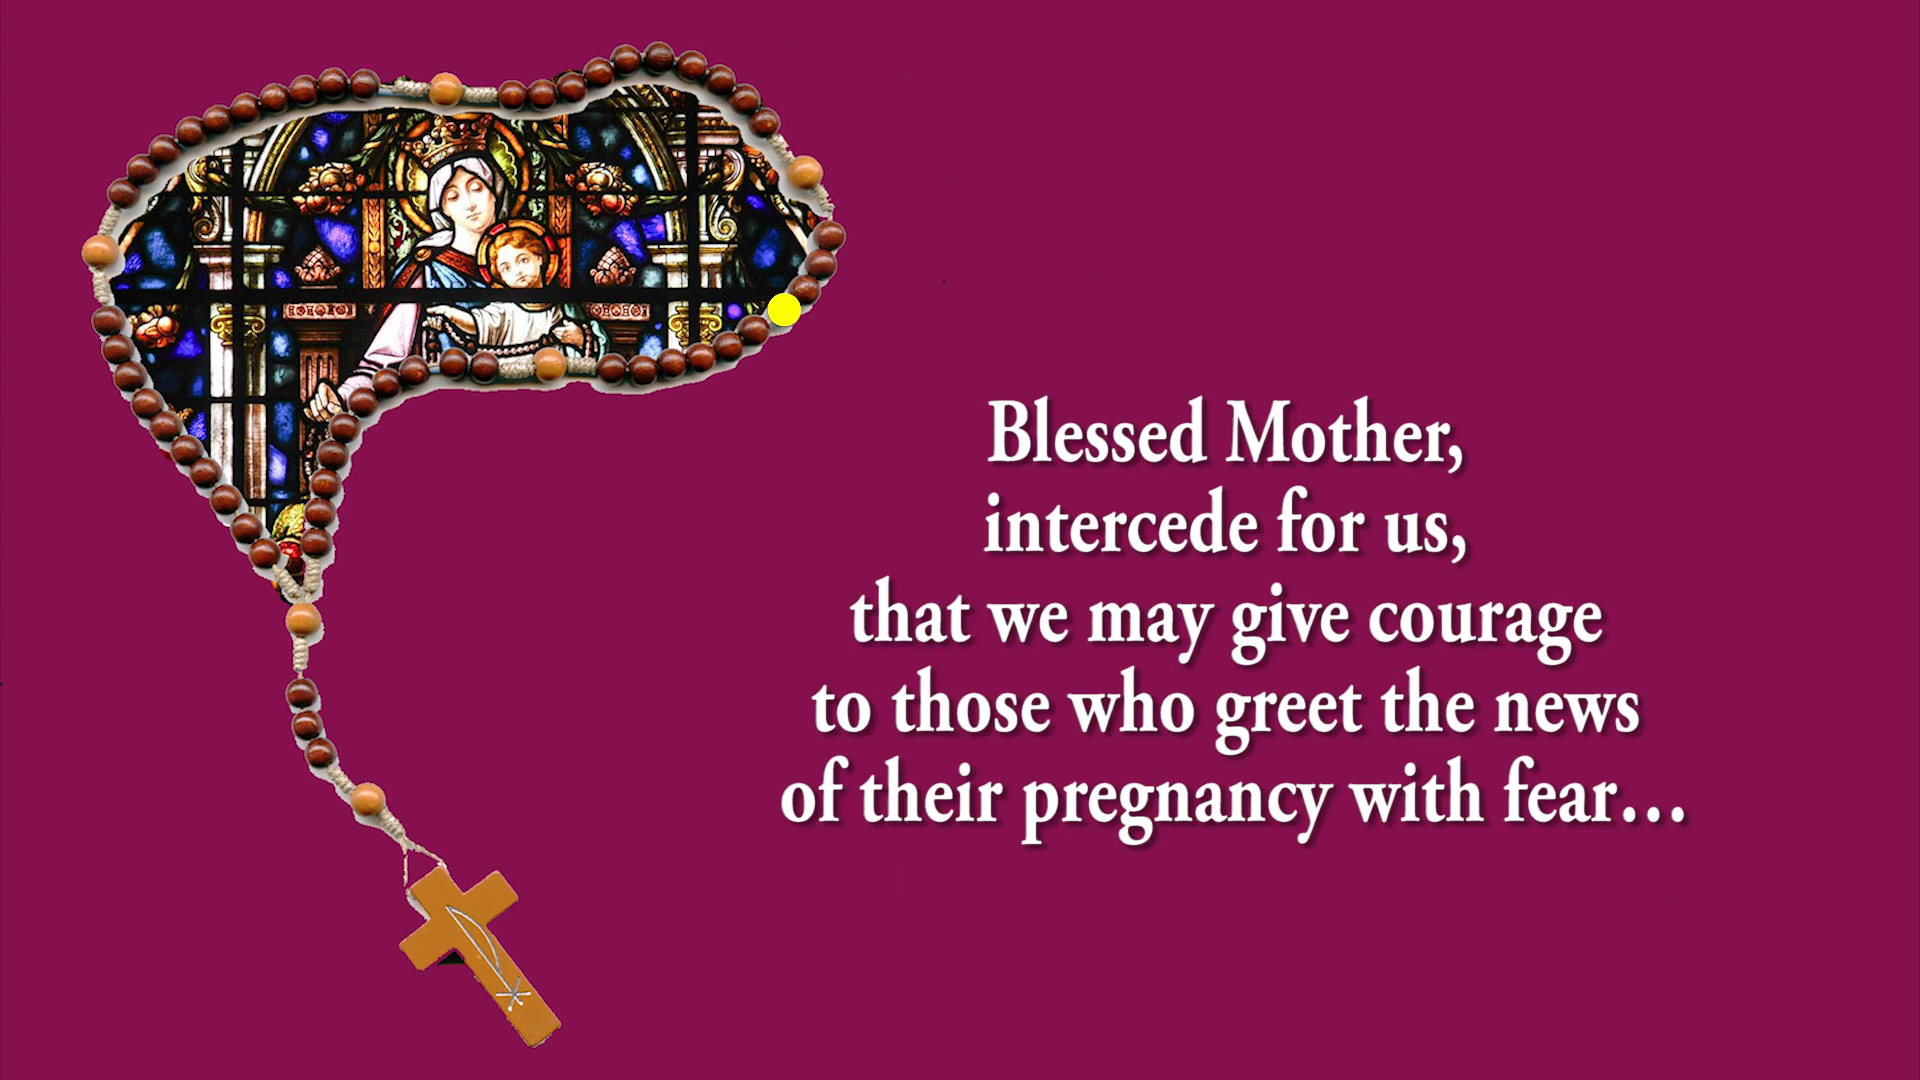 Blessed Mother,
intercede for us,
that we may give courage
to those who greet the news
of their pregnancy with fear…